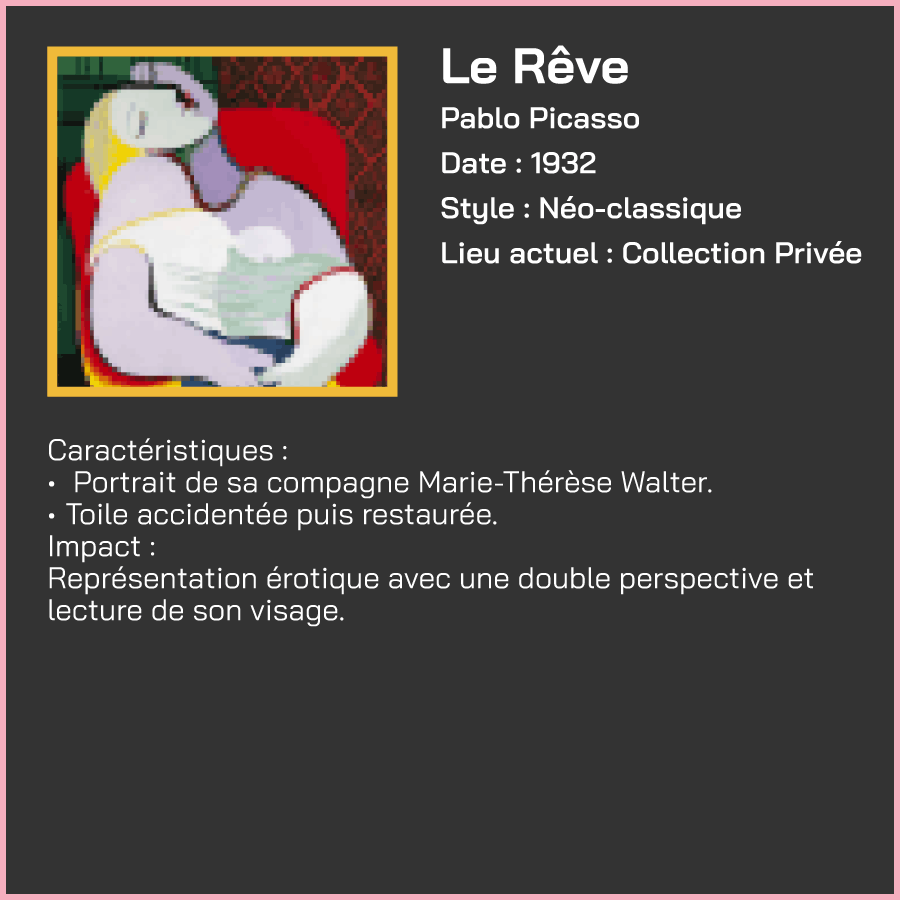 Le Rêve
Pablo Picasso
Date : 1932
Style : Néo-classique
Lieu actuel : Collection Privée
Caractéristiques :
•  Portrait de sa compagne Marie-Thérèse Walter.
• Toile accidentée puis restaurée.
Impact :
Représentation érotique avec une double perspective et
lecture de son visage.